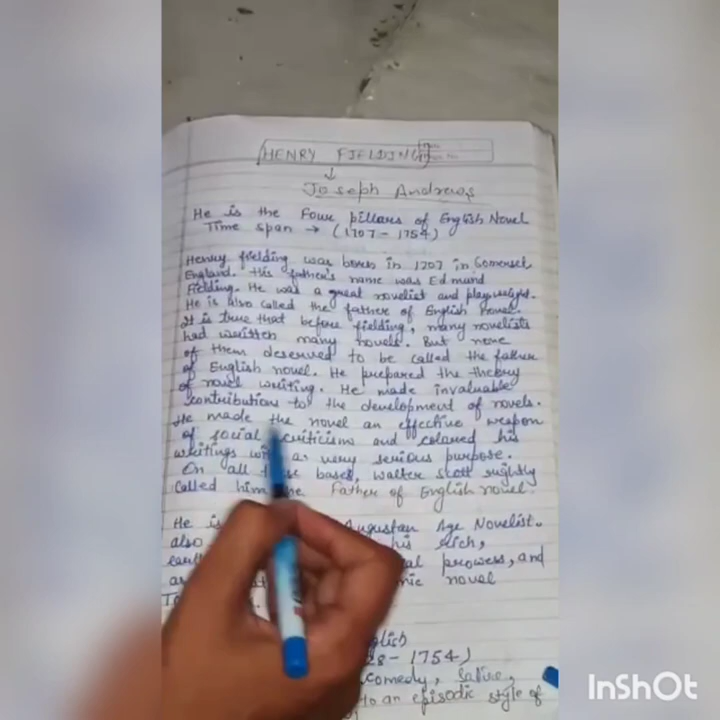 HENRY FIELDING
Joseph Andrews
He is the Four pillars of English Novel
Time span → (1707 - 1754)
Henry fielding was born in 1707 in Somerset
England. His father's name was Edmund
Fielding. He was a great novelist and playwright.
He is also called the father of English novel.
It is true that before fielding, many novelists
had written many novels. But none
of them deserved to be called the father
of English novel. He prepared the theory
of novel writing. He made invaluable
contribution to the development of novels.
He made the novel an effective weapon
of social criticism and colored his
writings with a very serious purpose.
On all these bases, walter Scott rightly
called him the Father of English novel.
He is Augustan Age Novelist.
also his rich,
prowess, and
novel
- 1754)
comedy, Satire,
to an episodic style of
InShOt